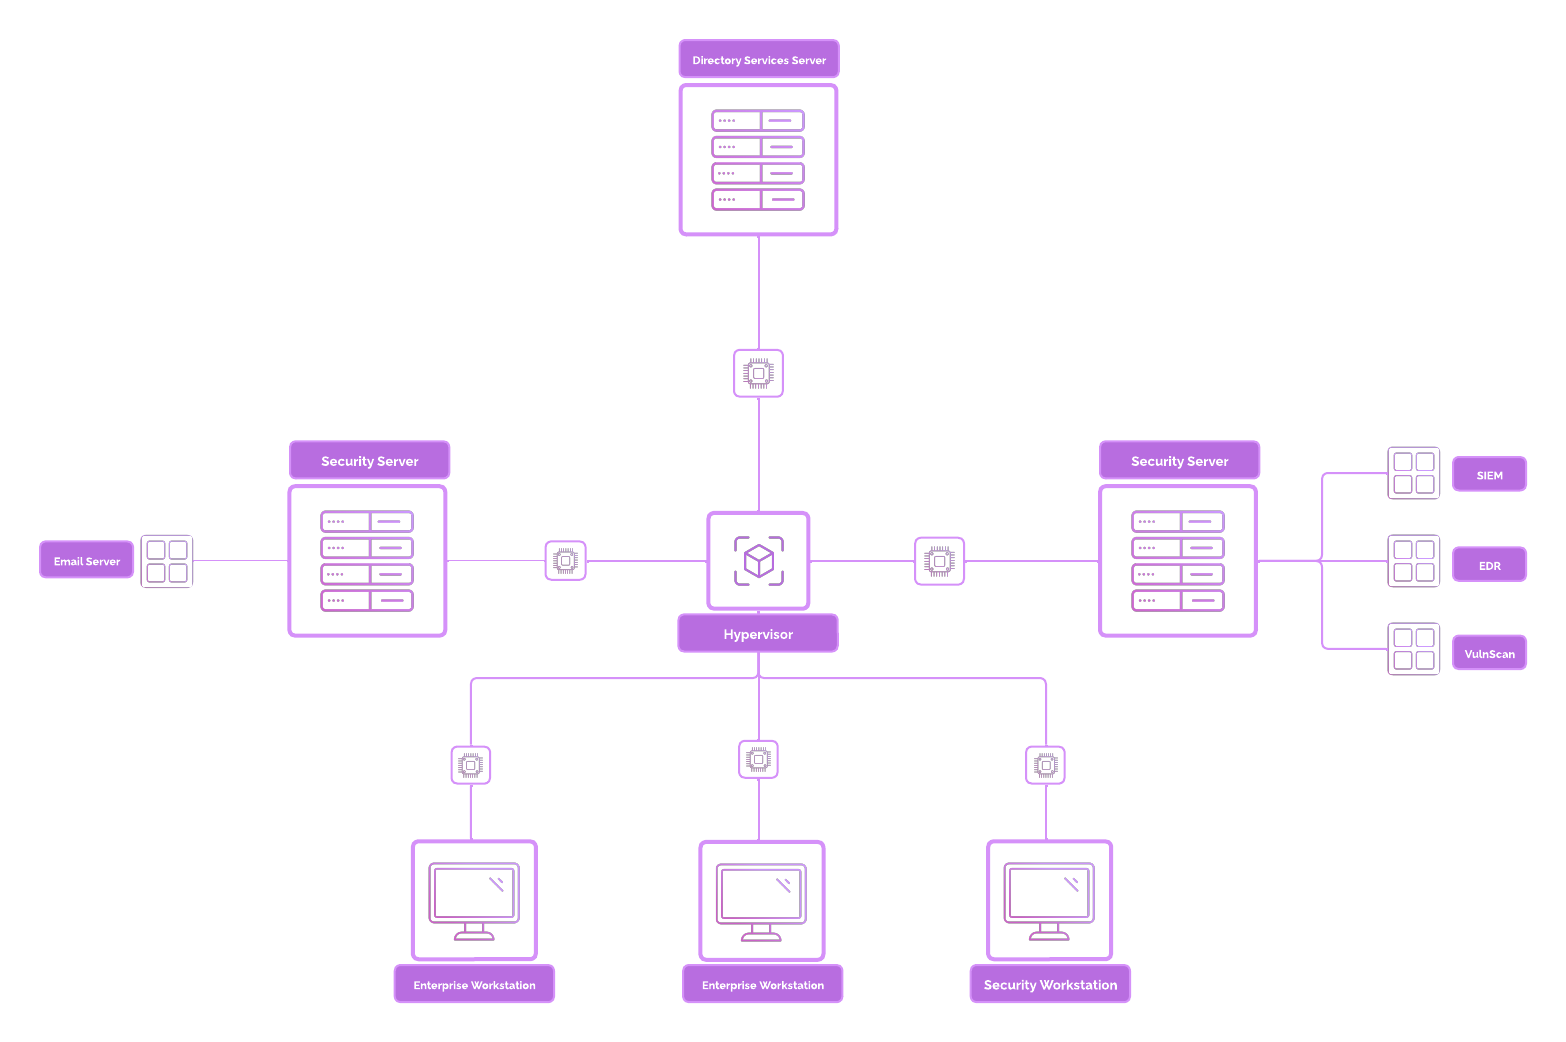 Directory Services Server
Security Server
Security Server
SIEM
Email Server
EDR
Hypervisor
VulnScan
Enterprise Workstation
Enterprise Workstation
Security Workstation